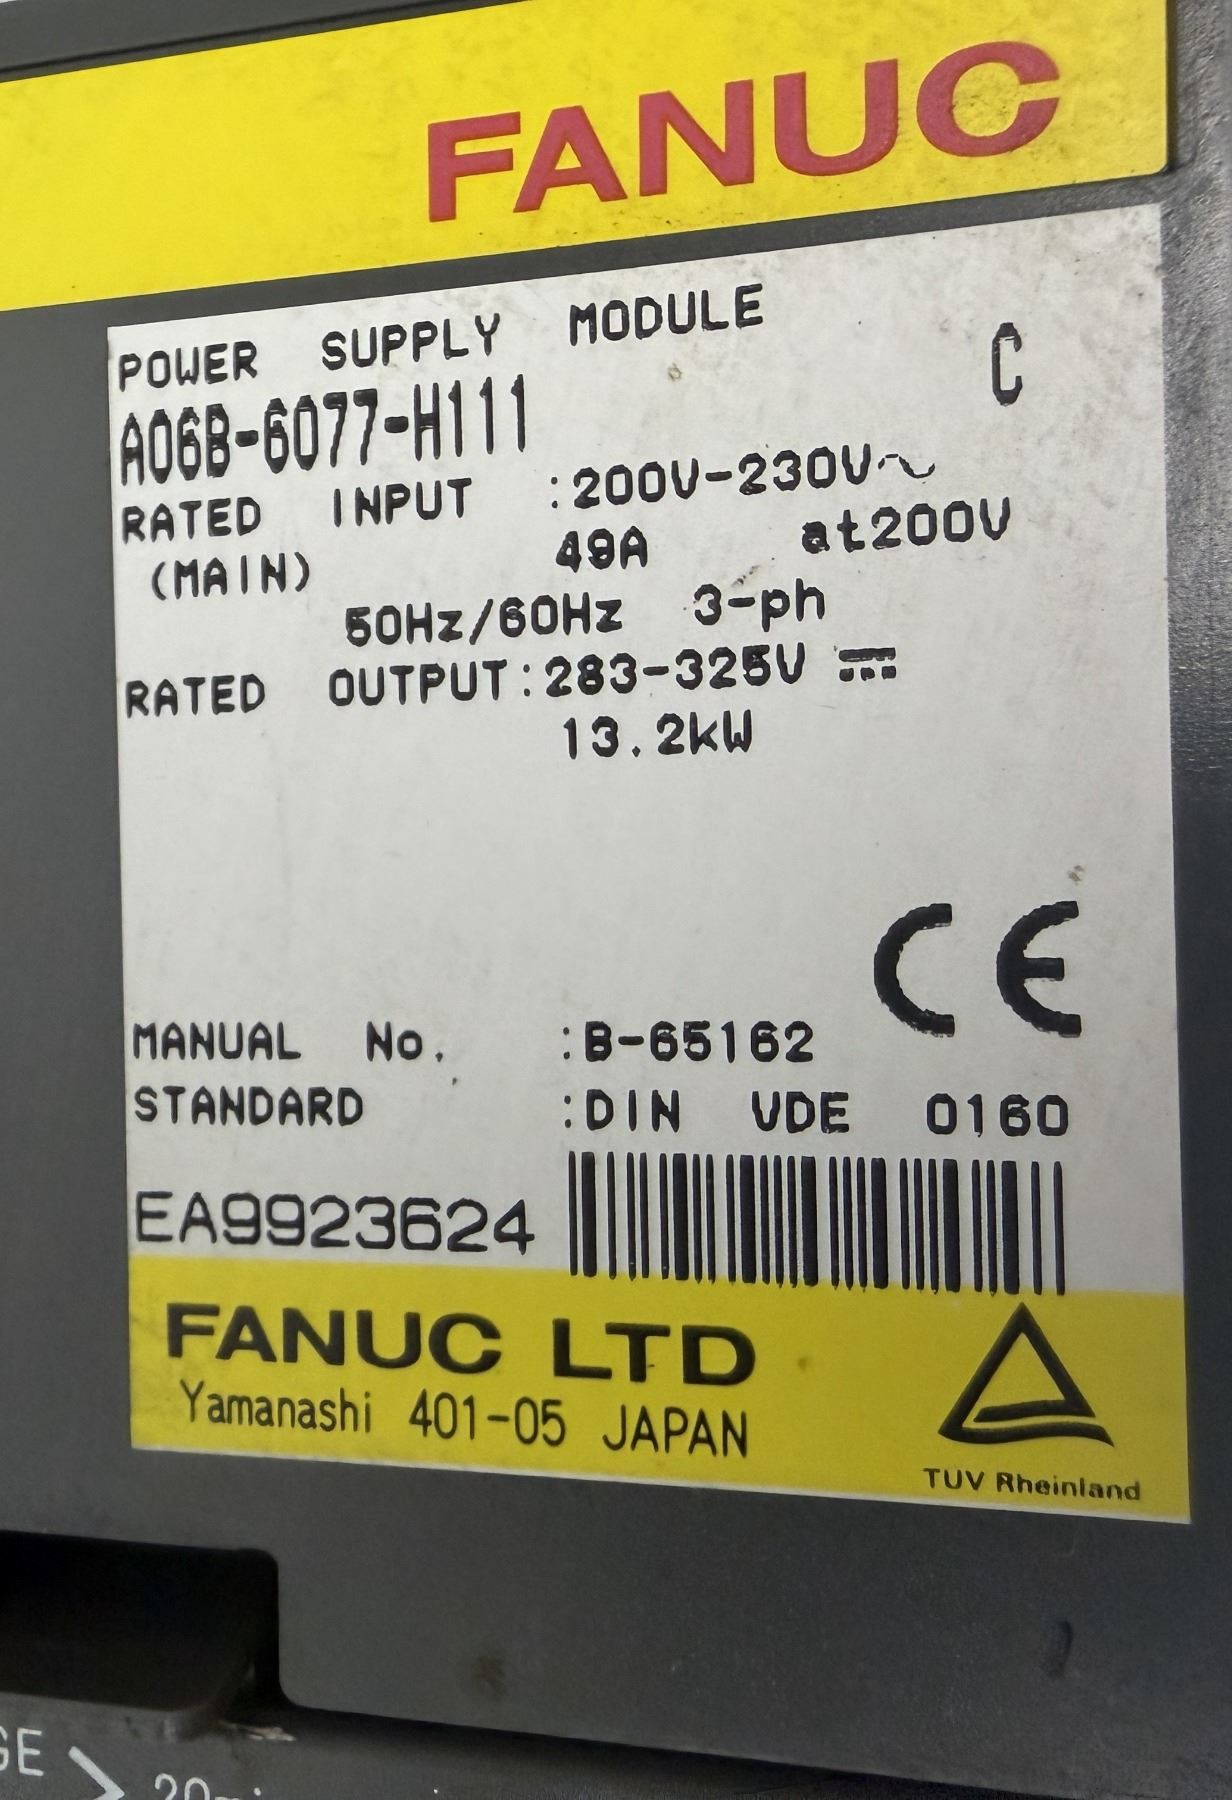 FANUC
POWER SUPPLY MODULE
C
A06B-6077-H111
RATED INPUT :200V-230V~
(MAIN) 49A at200V
50Hz/60Hz 3-ph
RATED OUTPUT:283-325V ⎓
13.2kW
CE
MANUAL No. :B-65162
STANDARD :DIN VDE 0160
EA9923624
FANUC LTD
Yamanashi 401-05 JAPAN
TUV Rheinland